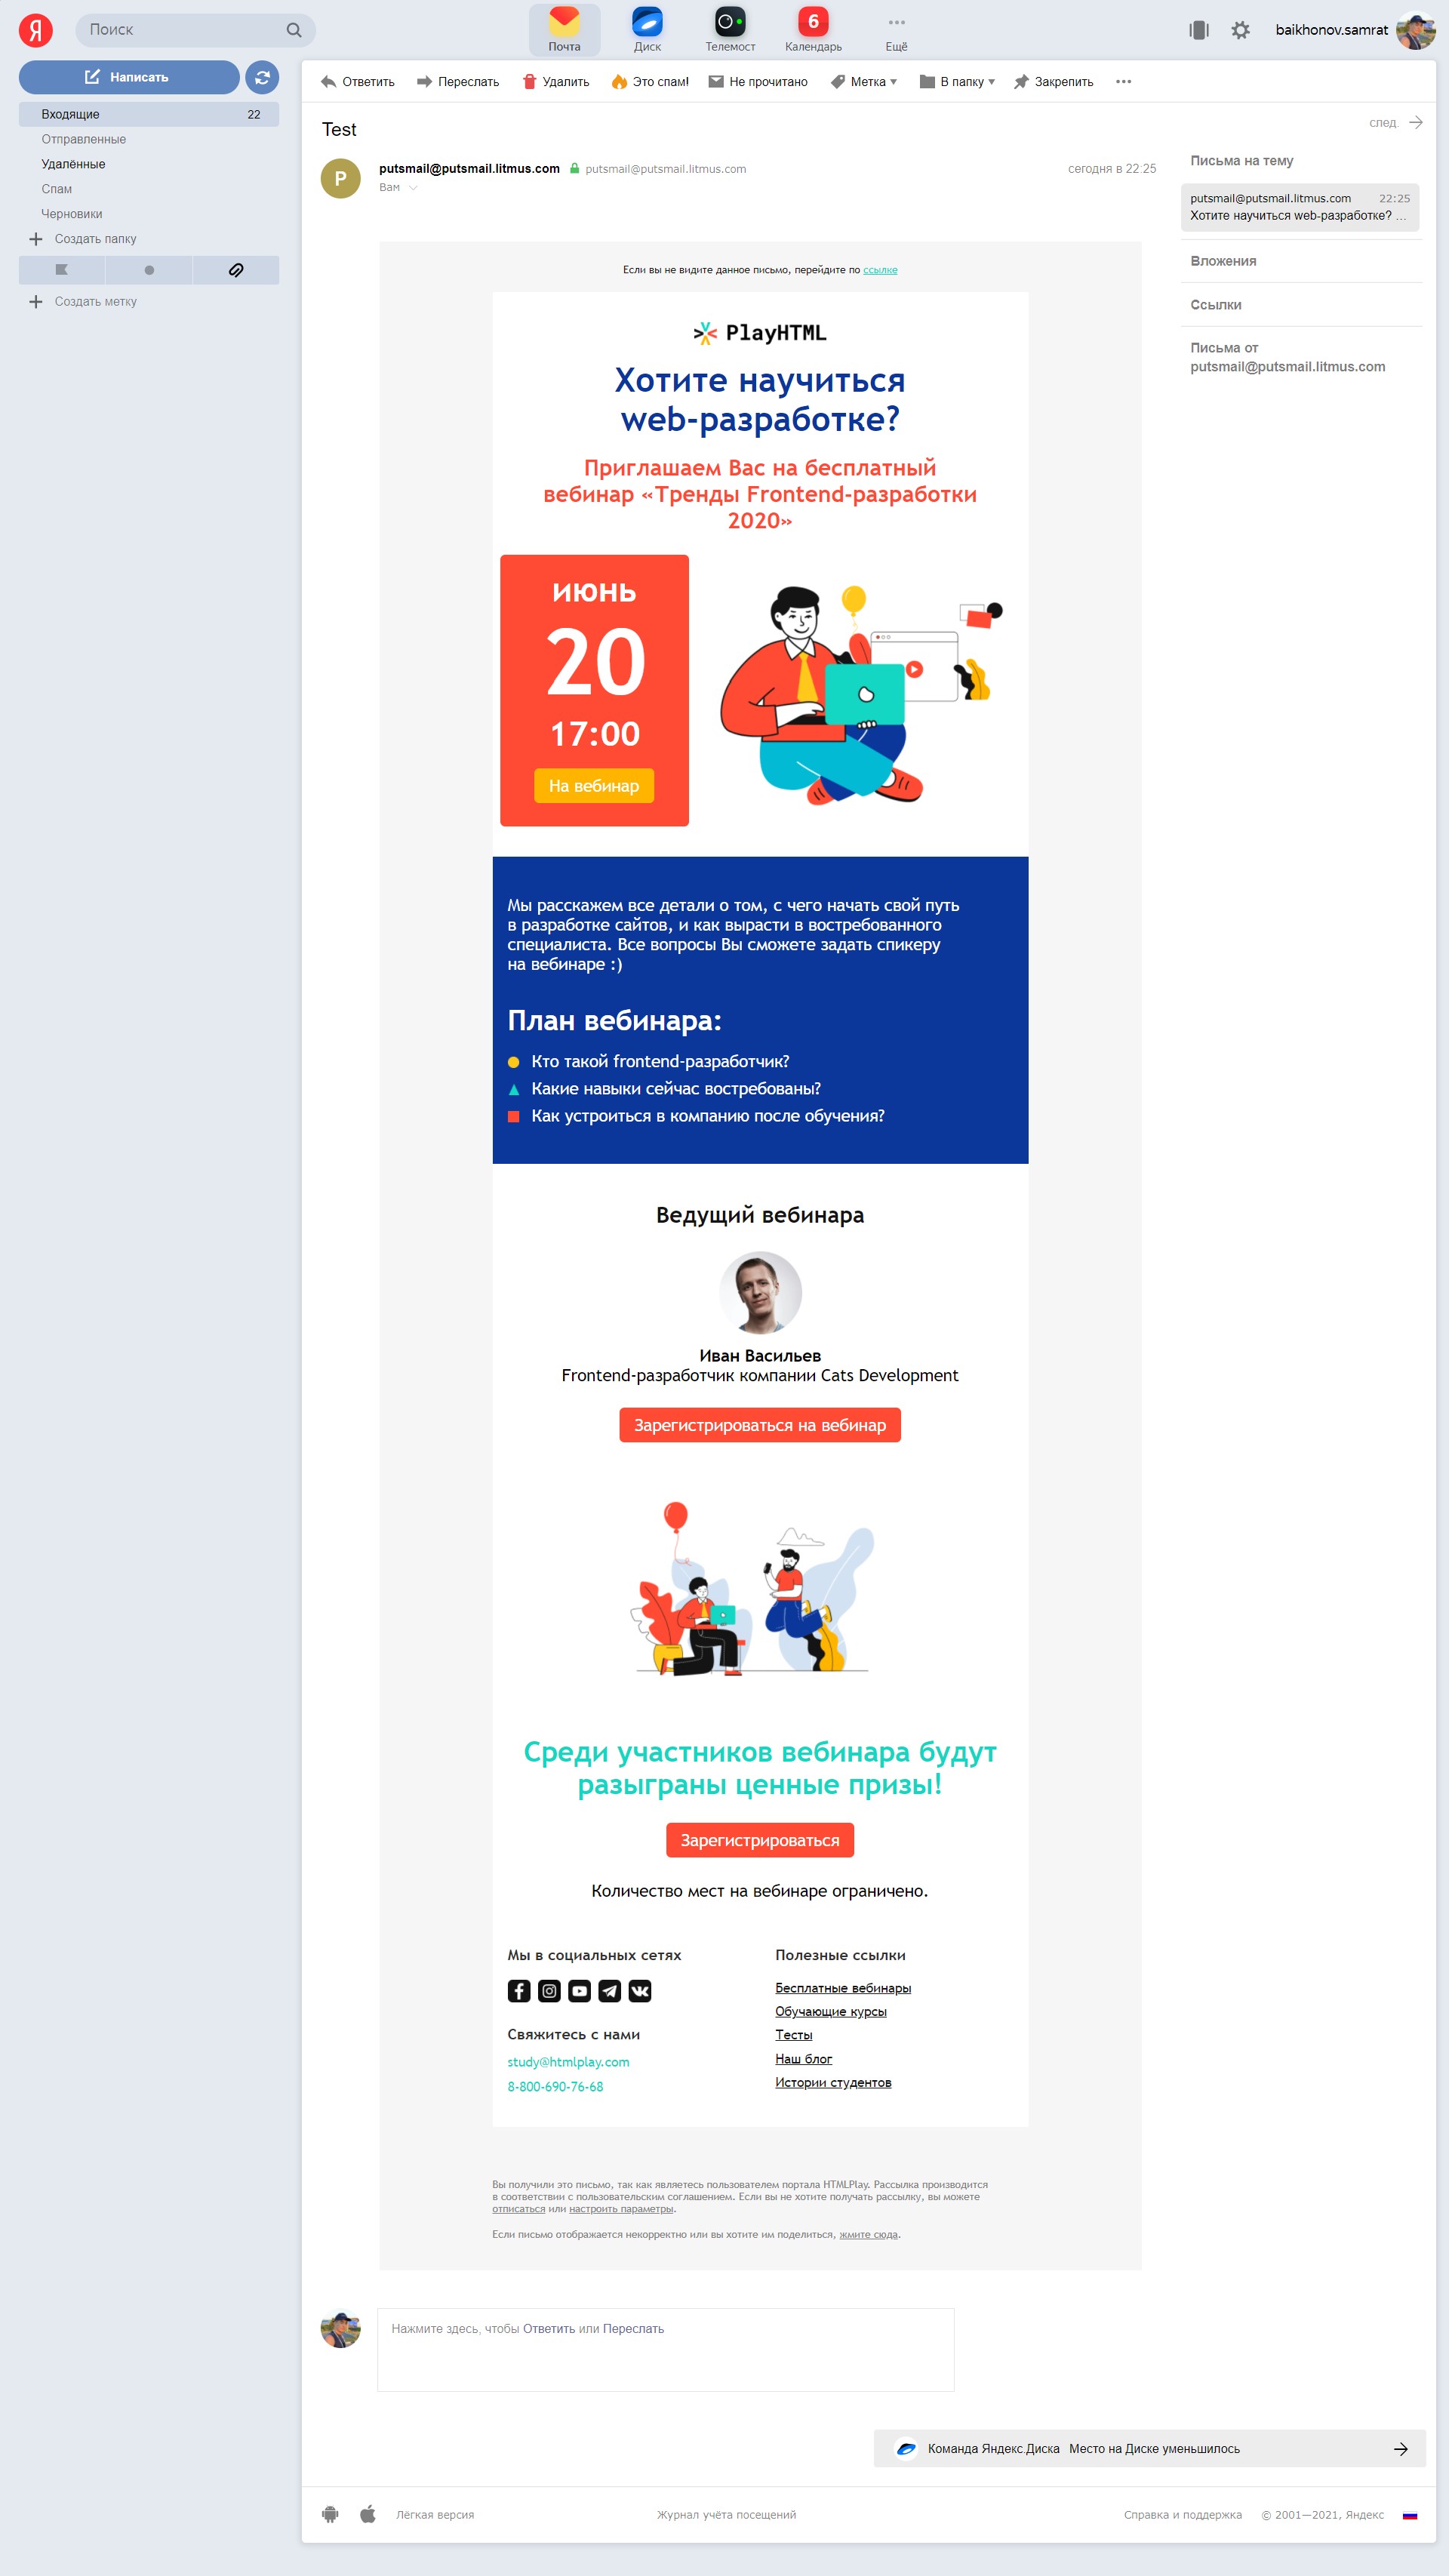 Я
Поиск
Почта
Диск
Телемост
6
Календарь
Ещё
baikhonov.samrat
Написать
Входящие 22
Отправленные
Удалённые
Спам
Черновики
Создать папку
Создать метку
Ответить
Переслать
Удалить
Это спам!
Не прочитано
Метка
В папку
Закрепить
Test
след.
P
putsmail@putsmail.litmus.com putsmail@putsmail.litmus.com
сегодня в 22:25
Вам
Письма на тему
putsmail@putsmail.litmus.com 22:25
Хотите научиться web-разработке? ...
Вложения
Ссылки
Письма от
putsmail@putsmail.litmus.com
Если вы не видите данное письмо, перейдите по ссылке
PlayHTML
Хотите научиться
web-разработке?
Приглашаем Вас на бесплатный
вебинар «Тренды Frontend-разработки
2020»
июнь
20
17:00
На вебинар
Мы расскажем все детали о том, с чего начать свой путь
в разработке сайтов, и как вырасти в востребованного
специалиста. Все вопросы Вы сможете задать спикеру
на вебинаре :)
План вебинара:
Кто такой frontend-разработчик?
Какие навыки сейчас востребованы?
Как устроиться в компанию после обучения?
Ведущий вебинара
Иван Васильев
Frontend-разработчик компании Cats Development
Зарегистрироваться на вебинар
Среди участников вебинара будут
разыграны ценные призы!
Зарегистрироваться
Количество мест на вебинаре ограничено.
Мы в социальных сетях
Свяжитесь с нами
study@htmlplay.com
8-800-690-76-68
Полезные ссылки
Бесплатные вебинары
Обучающие курсы
Тесты
Наш блог
Истории студентов
Вы получили это письмо, так как являетесь пользователем портала HTMLPlay. Рассылка производится
в соответствии с пользовательским соглашением. Если вы не хотите получать рассылку, вы можете
отписаться или настроить параметры.
Если письмо отображается некорректно или вы хотите им поделиться, жмите сюда.
Нажмите здесь, чтобы Ответить или Переслать
Команда Яндекс.Диска Место на Диске уменьшилось
Лёгкая версия
Журнал учёта посещений
Справка и поддержка
© 2001—2021, Яндекс